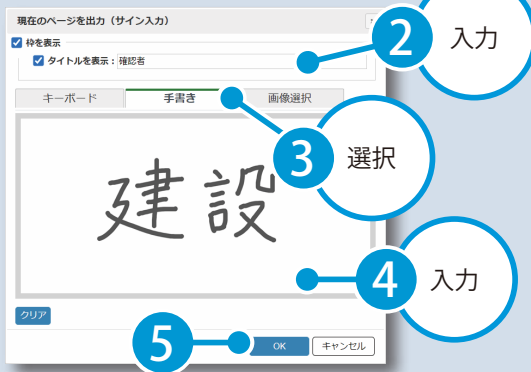 現在のページを出力（サイン入力）
枠を表示
タイトルを表示：確認者
2 入力
キーボード 手書き 画像選択
3 選択
建設
4 入力
クリア
5
OK キャンセル